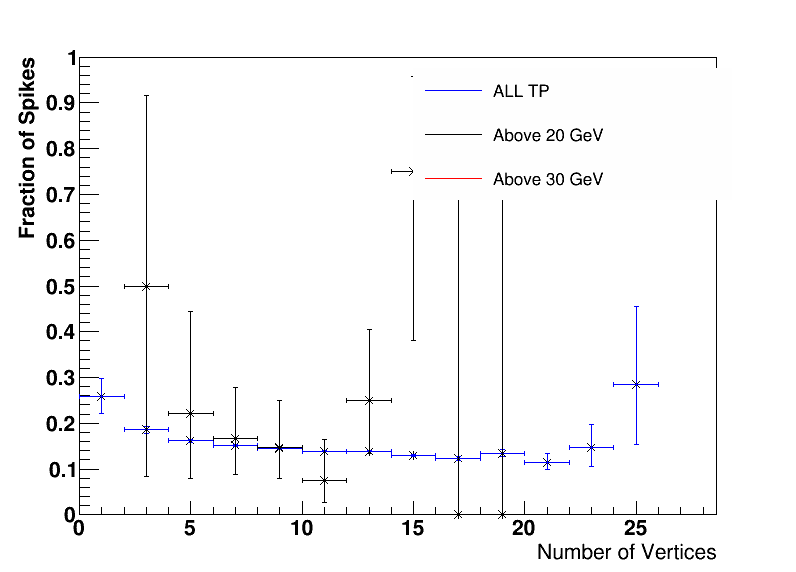 Fraction of Spikes
1
0.9
0.8
0.7
0.6
0.5
0.4
0.3
0.2
0.1
0
ALL TP
Above 20 GeV
Above 30 GeV
0 5 10 15 20 25
Number of Vertices